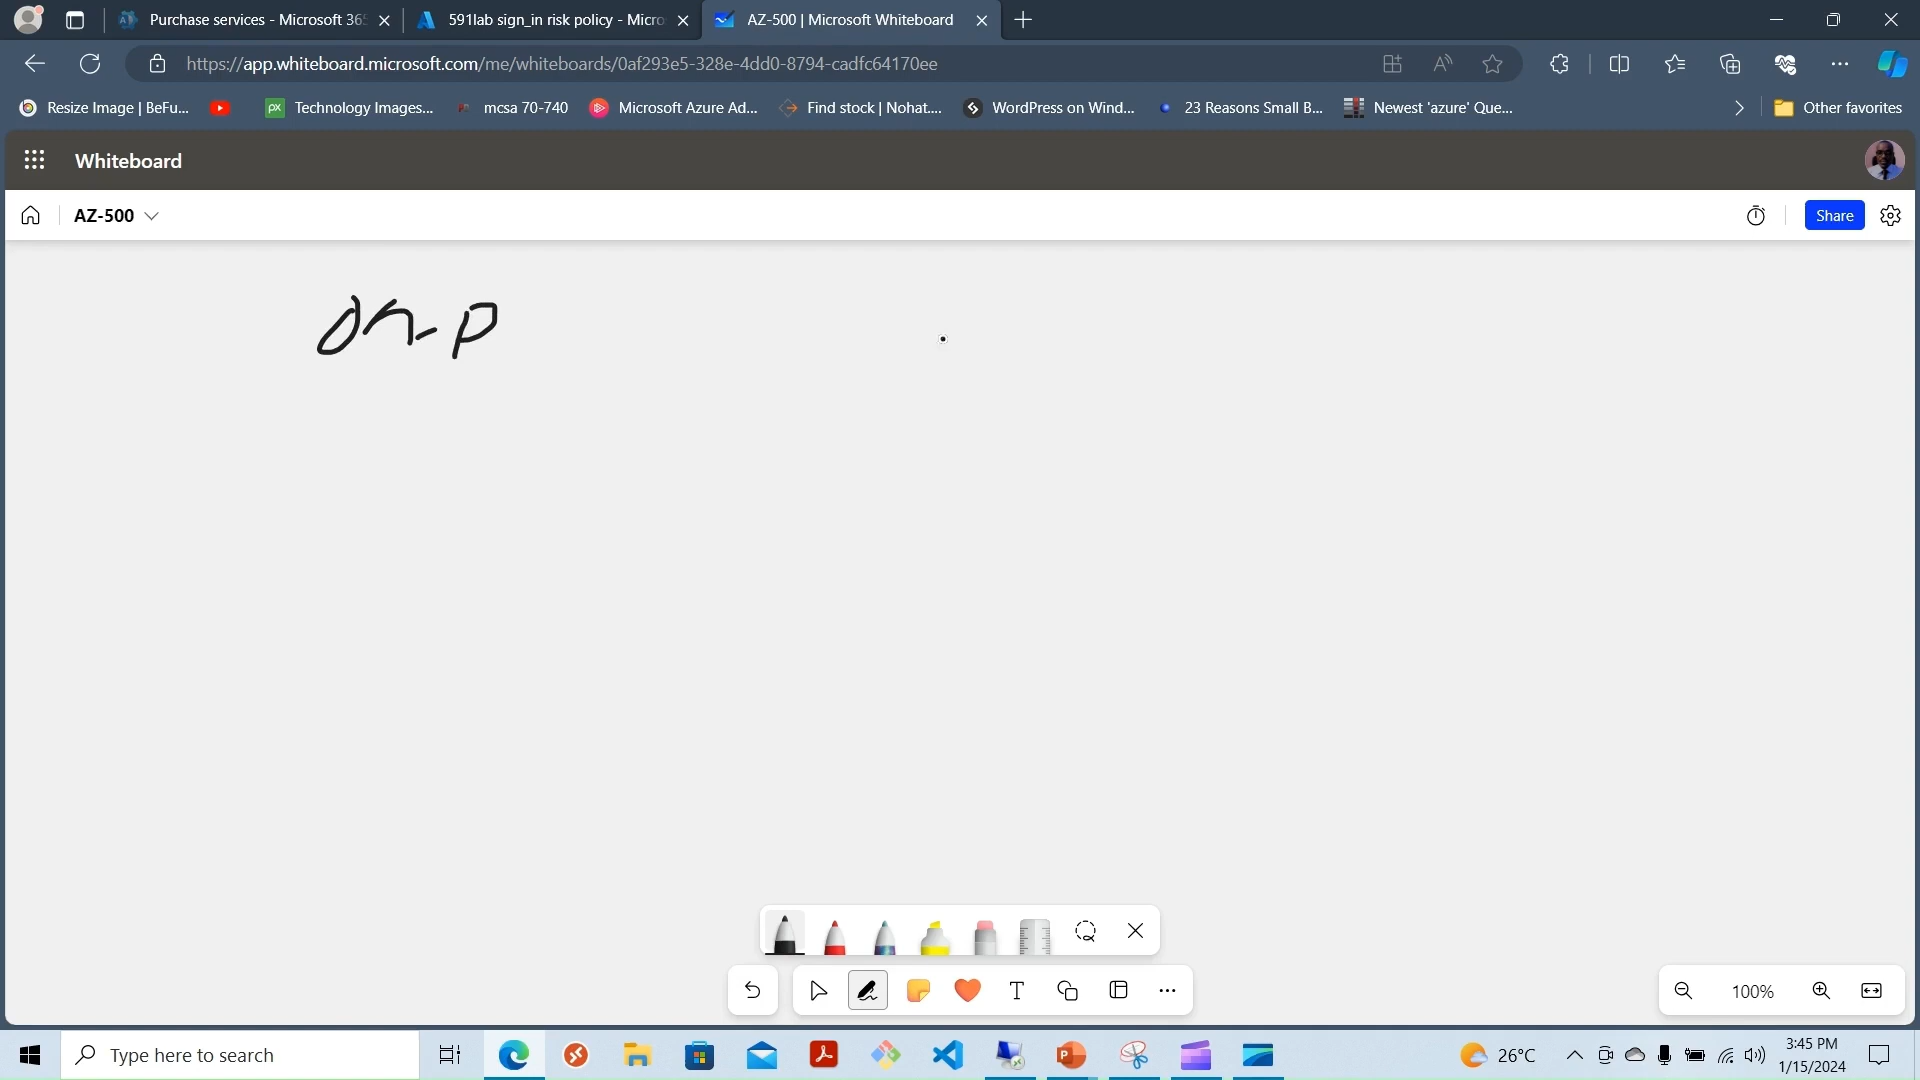 Purchase services - Microsoft 365
591lab sign_in risk policy - Micro
AZ-500 | Microsoft Whiteboard
https://app.whiteboard.microsoft.com/me/whiteboards/0af293e5-328e-4dd0-8794-cadfc64170ee
Resize Image | BeFu...
Technology Images...
mcsa 70-740
Microsoft Azure Ad...
Find stock | Nohat....
WordPress on Wind...
23 Reasons Small B...
Newest 'azure' Que...
Other favorites
Whiteboard
AZ-500
Share
on-p
100%
Type here to search
26°C
3:45 PM
1/15/2024